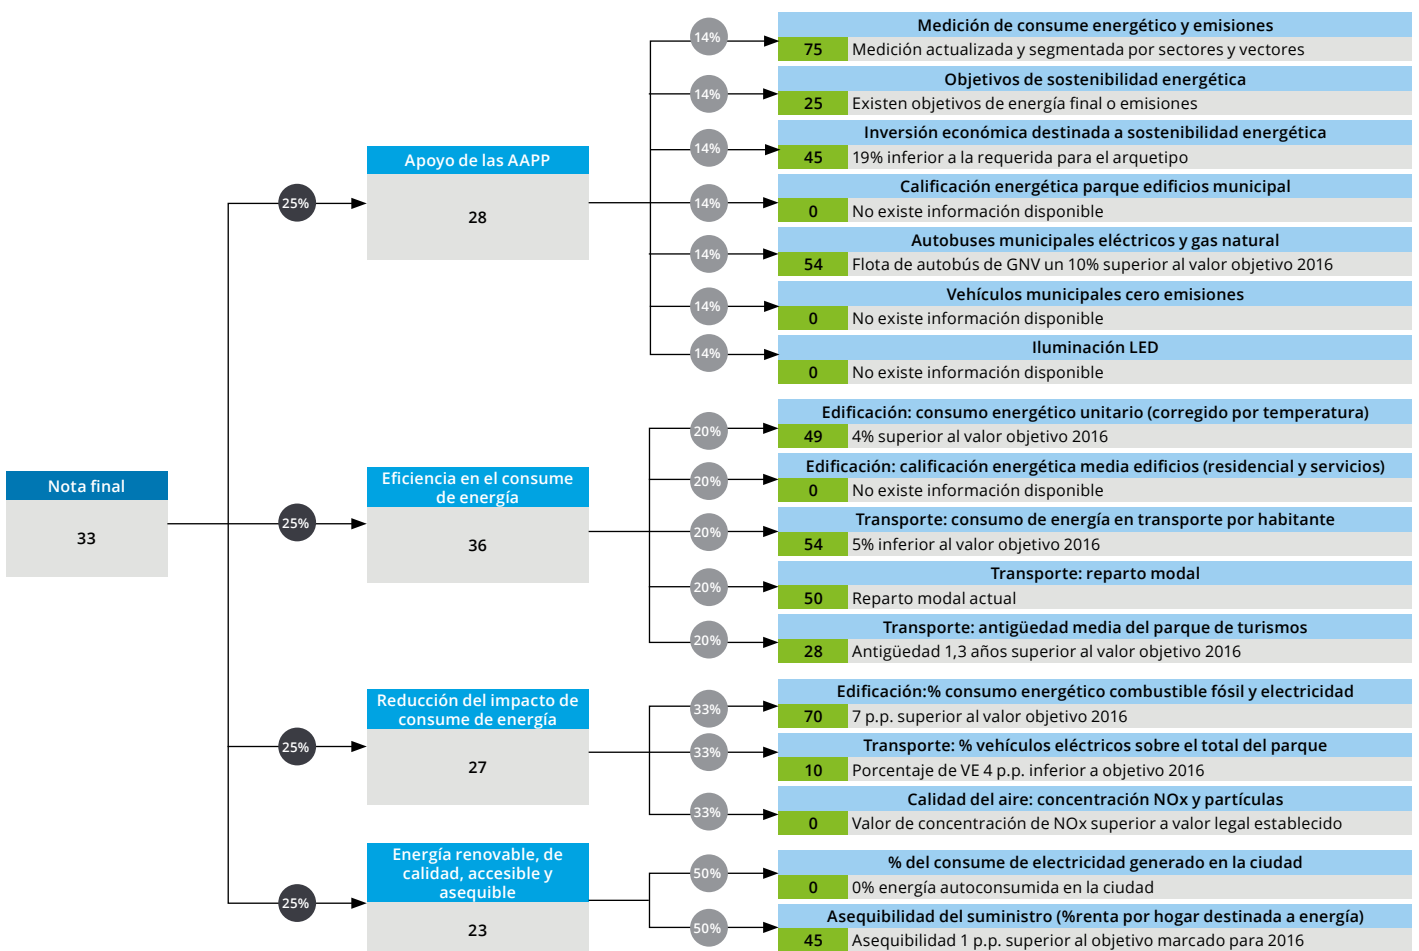 Nota final
33
25%
Apoyo de las AAPP
28
14%
Medición de consume energético y emisiones
75 Medición actualizada y segmentada por sectores y vectores
14%
Objetivos de sostenibilidad energética
25 Existen objetivos de energía final o emisiones
14%
Inversión económica destinada a sostenibilidad energética
45 19% inferior a la requerida para el arquetipo
14%
Calificación energética parque edificios municipal
0 No existe información disponible
14%
Autobuses municipales eléctricos y gas natural
54 Flota de autobús de GNV un 10% superior al valor objetivo 2016
14%
Vehículos municipales cero emisiones
0 No existe información disponible
14%
Iluminación LED
0 No existe información disponible
25%
Eficiencia en el consume
de energía
36
20%
Edificación: consumo energético unitario (corregido por temperatura)
49 4% superior al valor objetivo 2016
20%
Edificación: calificación energética media edificios (residencial y servicios)
0 No existe información disponible
20%
Transporte: consumo de energía en transporte por habitante
54 5% inferior al valor objetivo 2016
20%
Transporte: reparto modal
50 Reparto modal actual
20%
Transporte: antigüedad media del parque de turismos
28 Antigüedad 1,3 años superior al valor objetivo 2016
25%
Reducción del impacto de
consume de energía
27
33%
Edificación:% consumo energético combustible fósil y electricidad
70 7 p.p. superior al valor objetivo 2016
33%
Transporte: % vehículos eléctricos sobre el total del parque
10 Porcentaje de VE 4 p.p. inferior a objetivo 2016
33%
Calidad del aire: concentración NOx y partículas
0 Valor de concentración de NOx superior a valor legal establecido
25%
Energía renovable, de
calidad, accesible y
asequible
23
50%
% del consume de electricidad generado en la ciudad
0 0% energía autoconsumida en la ciudad
50%
Asequibilidad del suministro (%renta por hogar destinada a energía)
45 Asequibilidad 1 p.p. superior al objetivo marcado para 2016